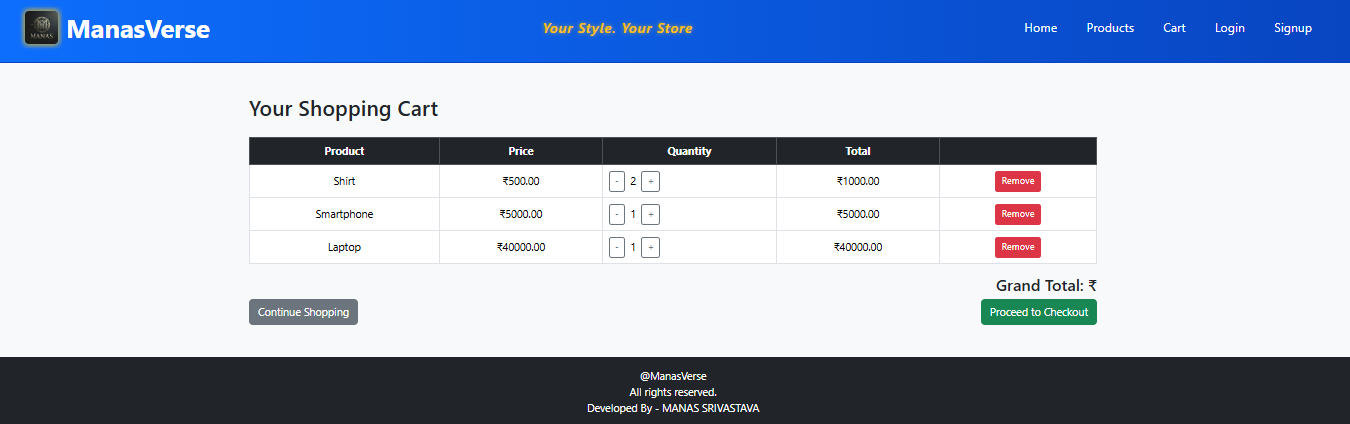 MANAS
ManasVerse
Your Style. Your Store
Home Products Cart Login Signup
Your Shopping Cart
Product Price Quantity Total
Shirt ₹500.00 - 2 + ₹1000.00 Remove
Smartphone ₹5000.00 - 1 + ₹5000.00 Remove
Laptop ₹40000.00 - 1 + ₹40000.00 Remove
Grand Total: ₹
Continue Shopping Proceed to Checkout
@ManasVerse
All rights reserved.
Developed By - MANAS SRIVASTAVA